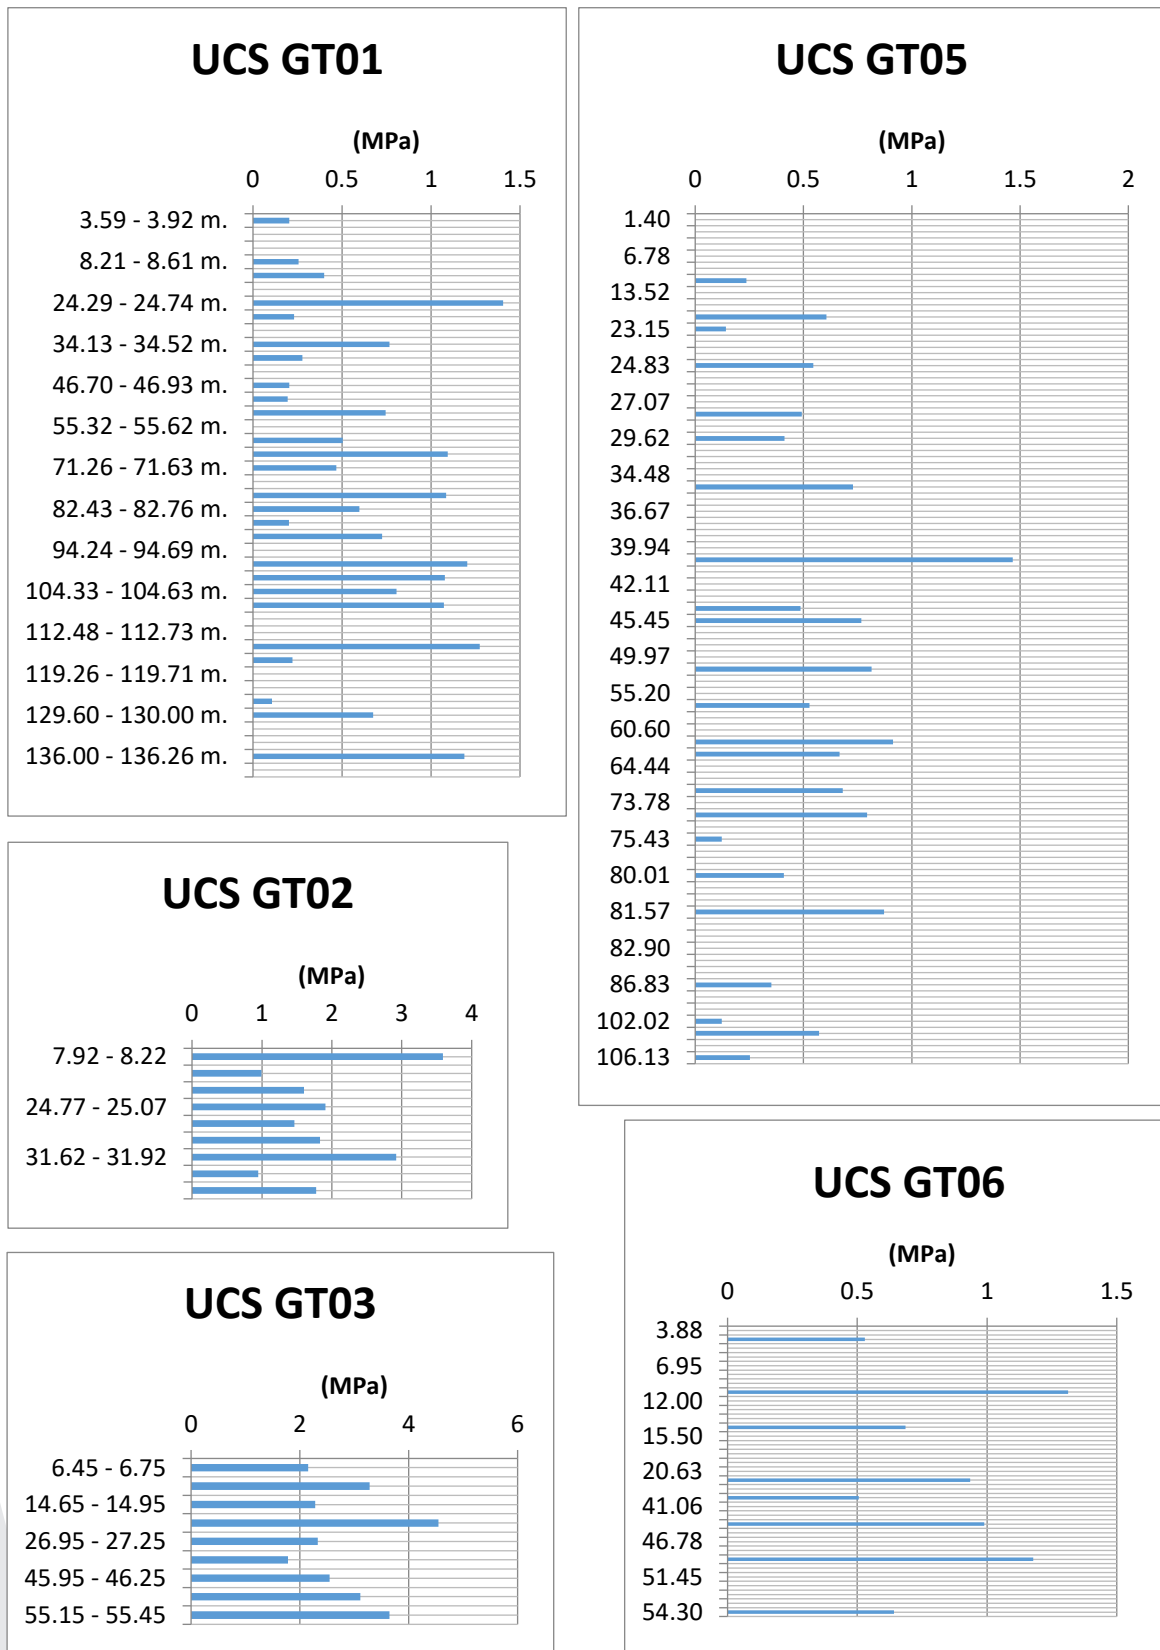 UCS GT01
(MPa)
0 0.5 1 1.5
3.59 - 3.92 m.
8.21 - 8.61 m.
24.29 - 24.74 m.
34.13 - 34.52 m.
46.70 - 46.93 m.
55.32 - 55.62 m.
71.26 - 71.63 m.
82.43 - 82.76 m.
94.24 - 94.69 m.
104.33 - 104.63 m.
112.48 - 112.73 m.
119.26 - 119.71 m.
129.60 - 130.00 m.
136.00 - 136.26 m.
UCS GT02
(MPa)
0 1 2 3 4
7.92 - 8.22
24.77 - 25.07
31.62 - 31.92
UCS GT03
(MPa)
0 2 4 6
6.45 - 6.75
14.65 - 14.95
26.95 - 27.25
45.95 - 46.25
55.15 - 55.45
UCS GT05
(MPa)
0 0.5 1 1.5 2
1.40
6.78
13.52
23.15
24.83
27.07
29.62
34.48
36.67
39.94
42.11
45.45
49.97
55.20
60.60
64.44
73.78
75.43
80.01
81.57
82.90
86.83
102.02
106.13
UCS GT06
(MPa)
0 0.5 1 1.5
3.88
6.95
12.00
15.50
20.63
41.06
46.78
51.45
54.30